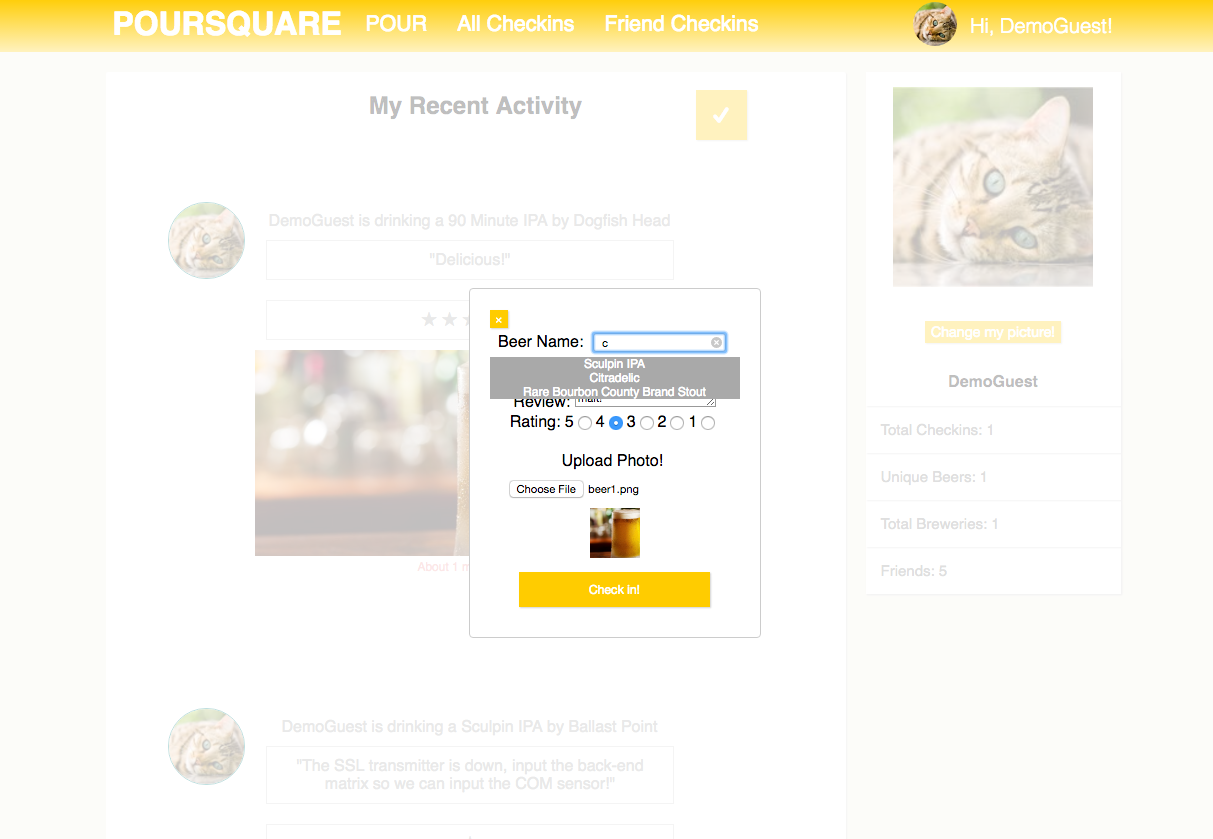 POURSQUARE POUR All Checkins Friend Checkins Hi, DemoGuest!
My Recent Activity
DemoGuest is drinking a 90 Minute IPA by Dogfish Head
"Delicious!"
Beer Name: c
Sculpin IPA
Citradelic
Rare Bourbon County Brand Stout
Review: malt!
Rating: 5 4 3 2 1
Upload Photo!
Choose File beer1.png
Check In!
About 1 m
DemoGuest is drinking a Sculpin IPA by Ballast Point
"The SSL transmitter is down, input the back-end
matrix so we can input the COM sensor!"
Change my picture!
DemoGuest
Total Checkins: 1
Unique Beers: 1
Total Breweries: 1
Friends: 5